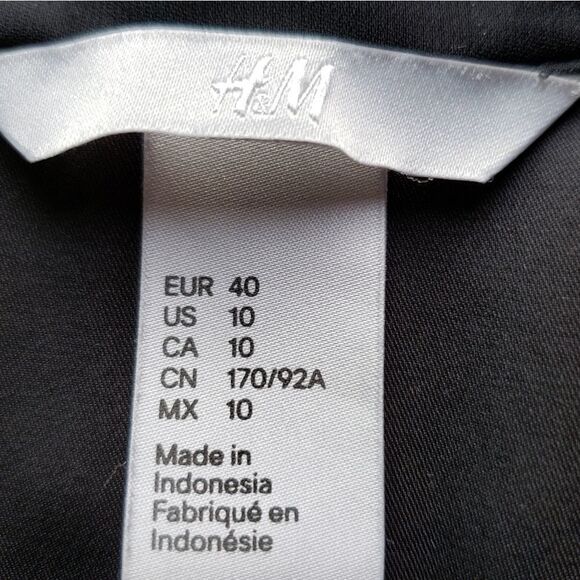 H&M
EUR 40
US 10
CA 10
CN 170/92A
MX 10
Made in
Indonesia
Fabriqué en
Indonésie